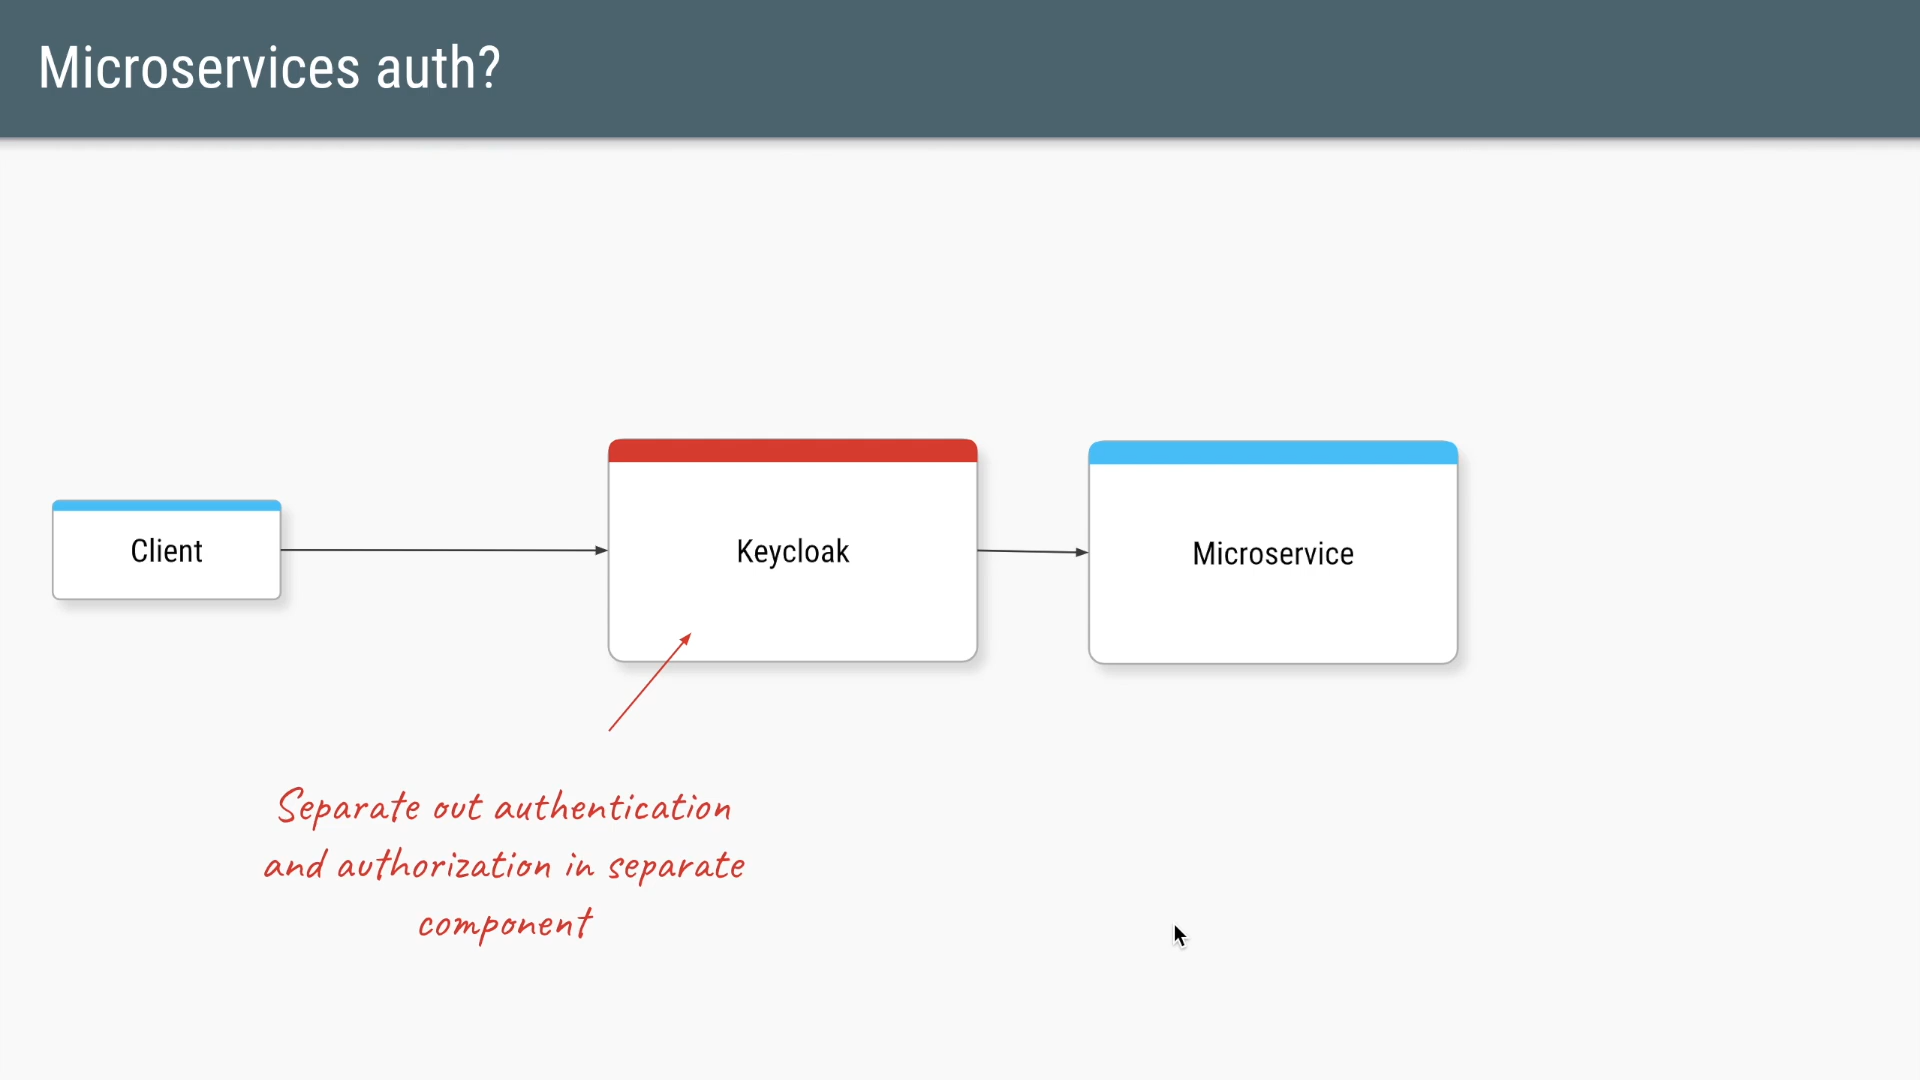 Microservices auth?
Client
Keycloak
Microservice
Separate out authentication
and authorization in separate
component